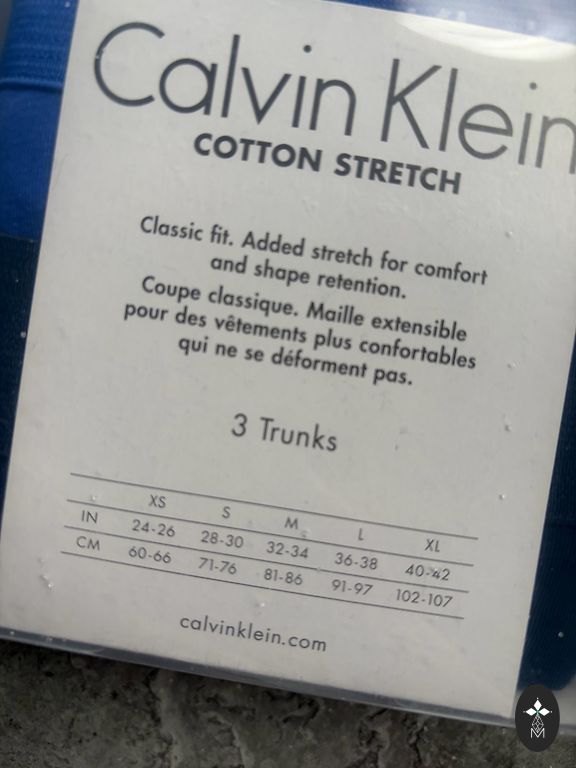 Calvin Klein
COTTON STRETCH
Classic fit. Added stretch for comfort
and shape retention.
Coupe classique. Maille extensible
pour des vêtements plus confortables
qui ne se déforment pas.
3 Trunks
XS S M L XL
IN 24-26 28-30 32-34 36-38 40-42
CM 60-66 71-76 81-86 91-97 102-107
calvinklein.com
M